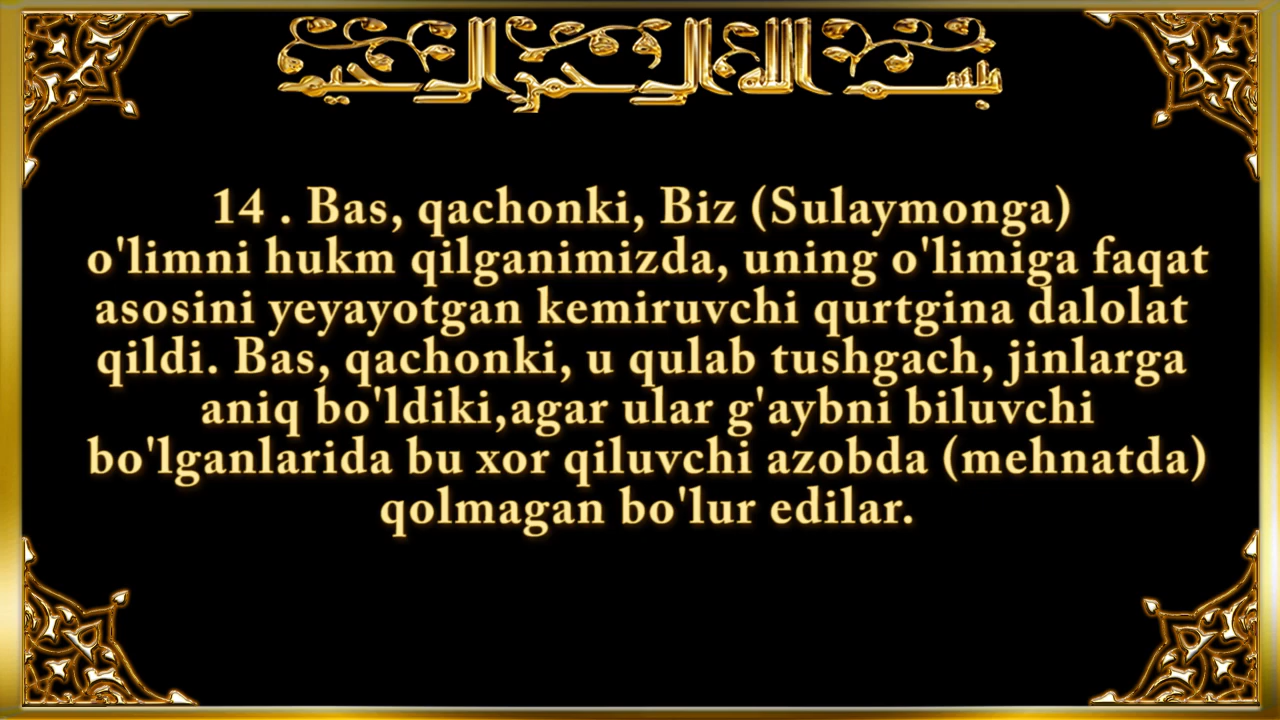 بسم الله الرحمن الرحيم
14 . Bas, qachonki, Biz (Sulaymonga)
o'limni hukm qilganimizda, uning o'limiga faqat
asosini yeyayotgan kemiruvchi qurtgina dalolat
qildi. Bas, qachonki, u qulab tushgach, jinlarga
aniq bo'ldiki,agar ular g'aybni biluvchi
bo'lganlarida bu xor qiluvchi azobda (mehnatda)
qolmagan bo'lur edilar.